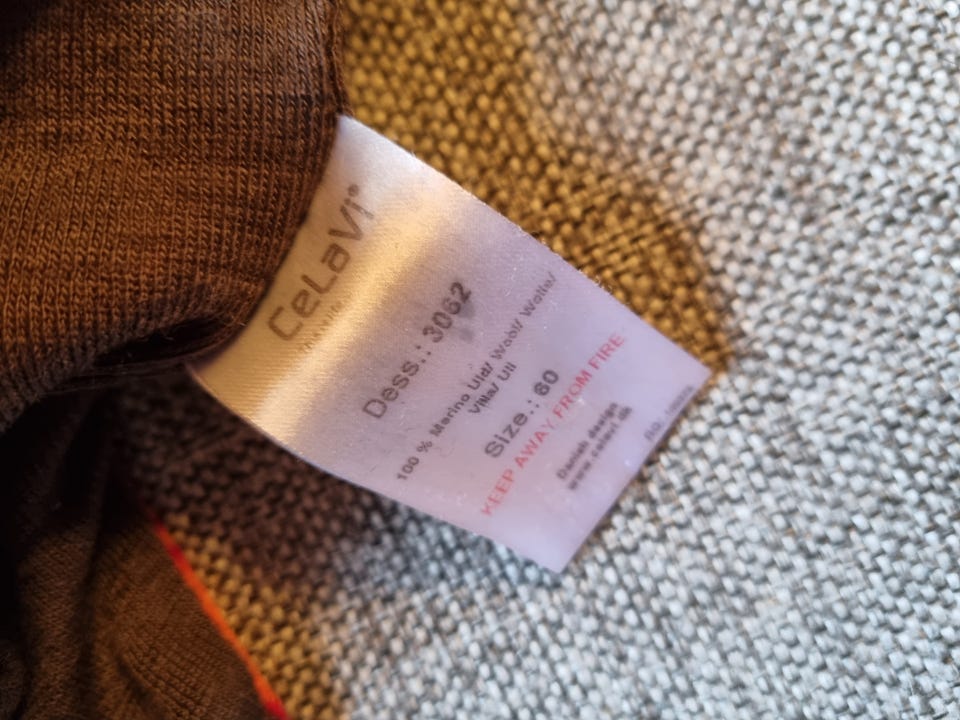 CeLaVi®
Dess.: 3062
100 % Merino Uld/ Wool/ Wolle/
Villa/ Ull
Size.: 60
KEEP AWAY FROM FIRE
Danish design
www.celavi.dk